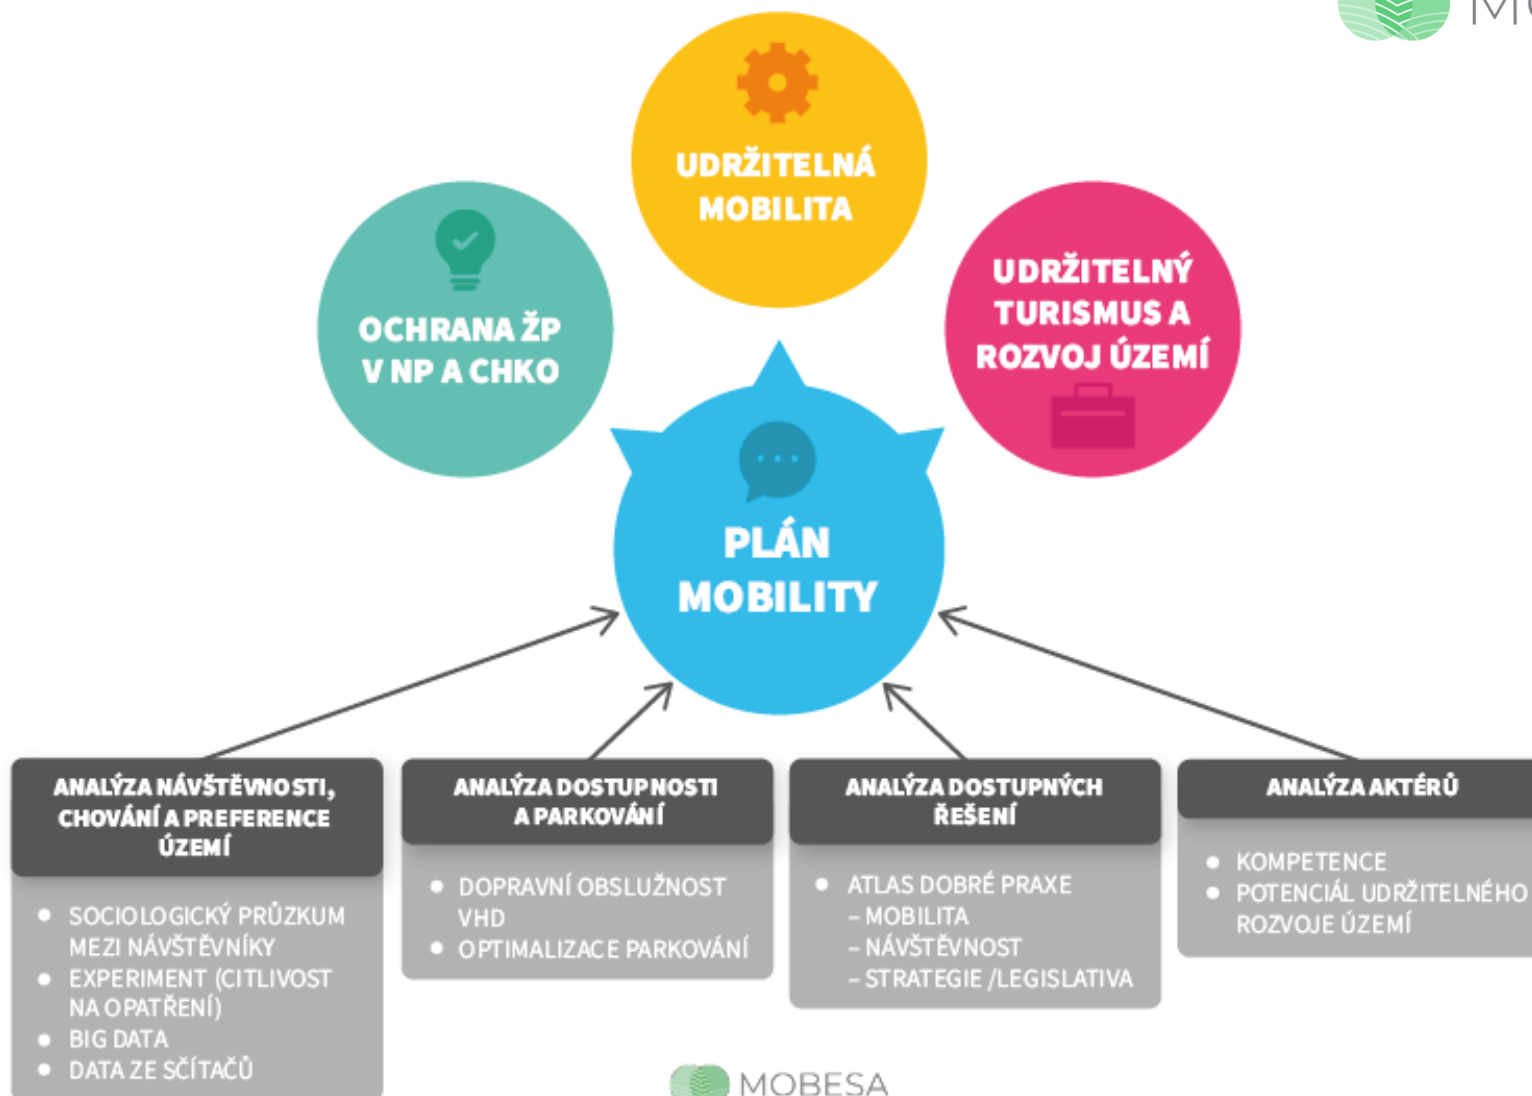 UDRŽITELNÁ
MOBILITA
OCHRANA ŽP
V NP A CHKO
UDRŽITELNÝ
TURISMUS A
ROZVOJ ÚZEMÍ
PLÁN
MOBILITY
ANALÝZA NÁVŠTĚVNOSTI,
CHOVÁNÍ A PREFERENCE
ÚZEMÍ
• SOCIOLOGICKÝ PRŮZKUM
MEZI NÁVŠTĚVNÍKY
• EXPERIMENT (CITLIVOST
NA OPATŘENÍ)
• BIG DATA
• DATA ZE SČÍTAČŮ
ANALÝZA DOSTUPNOSTI
A PARKOVÁNÍ
• DOPRAVNÍ OBSLUŽNOST
VHD
• OPTIMALIZACE PARKOVÁNÍ
ANALÝZA DOSTUPNÝCH
ŘEŠENÍ
• ATLAS DOBRÉ PRAXE
– MOBILITA
– NÁVŠTĚVNOST
– STRATEGIE /LEGISLATIVA
ANALÝZA AKTÉRŮ
• KOMPETENCE
• POTENCIÁL UDRŽITELNÉHO
ROZVOJE ÚZEMÍ
MOBESA